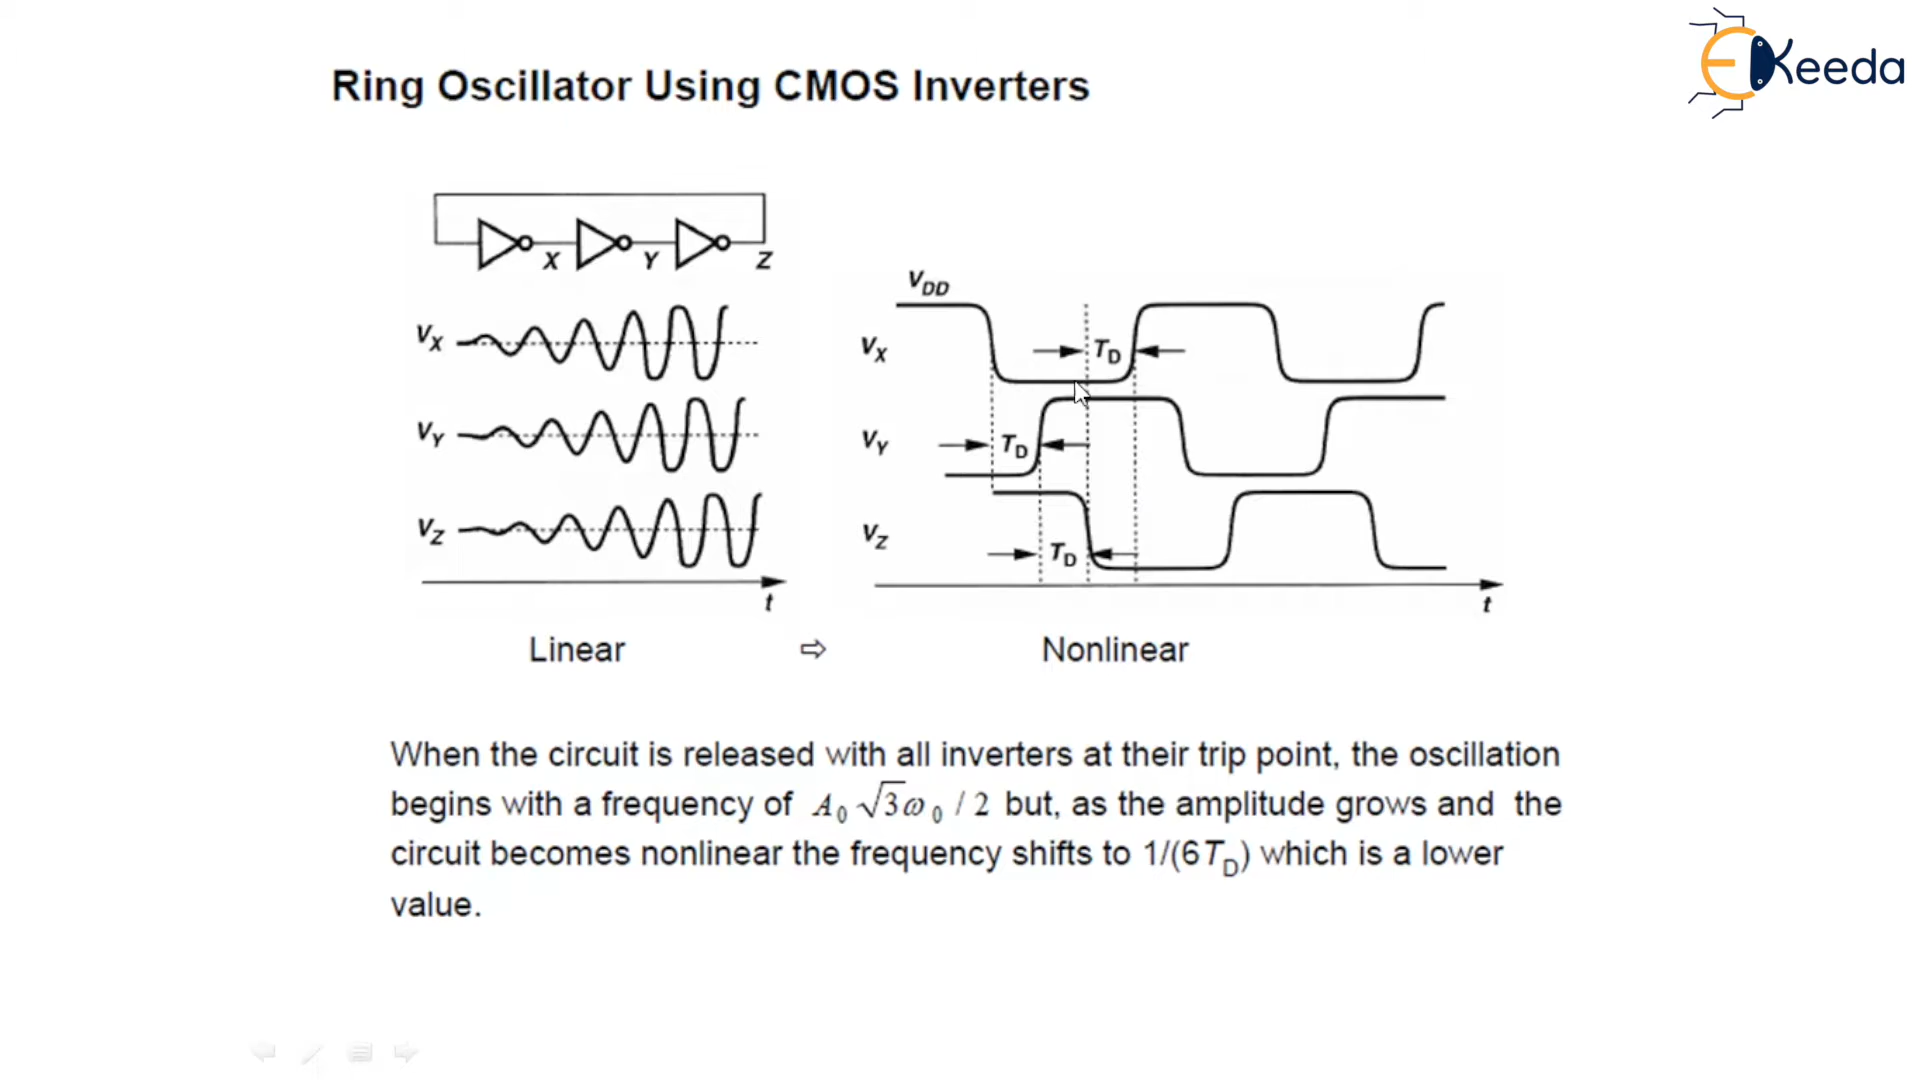 EKeeda
Ring Oscillator Using CMOS Inverters
X Y Z
V_X
V_Y
V_Z
t
V_DD
V_X
T_D
V_Y
T_D
V_Z
T_D
t
Linear ⇨ Nonlinear
When the circuit is released with all inverters at their trip point, the oscillation
begins with a frequency of A₀√3ω₀ / 2 but, as the amplitude grows and the
circuit becomes nonlinear the frequency shifts to 1/(6T_D) which is a lower
value.